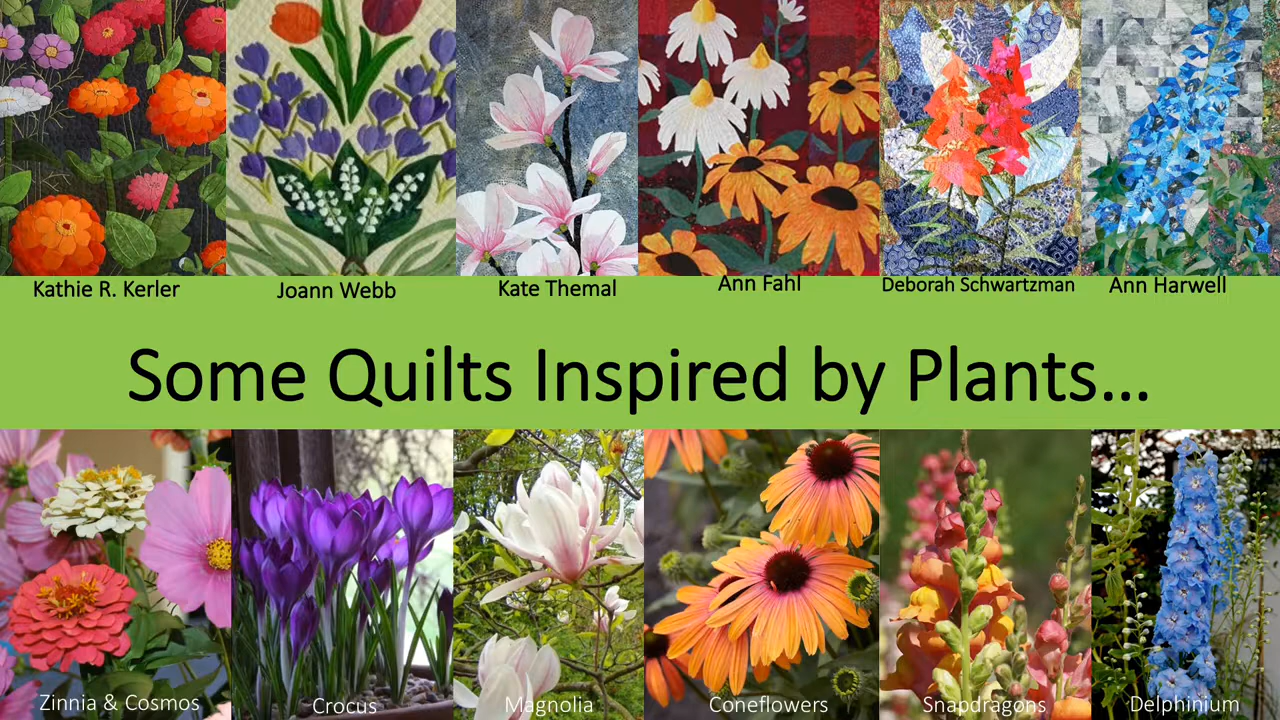 Kathie R. Kerler
Joann Webb
Kate Themal
Ann Fahl
Deborah Schwartzman
Ann Harwell
Some Quilts Inspired by Plants...
Zinnia & Cosmos
Crocus
Magnolia
Coneflowers
Snapdragons
Delphinium